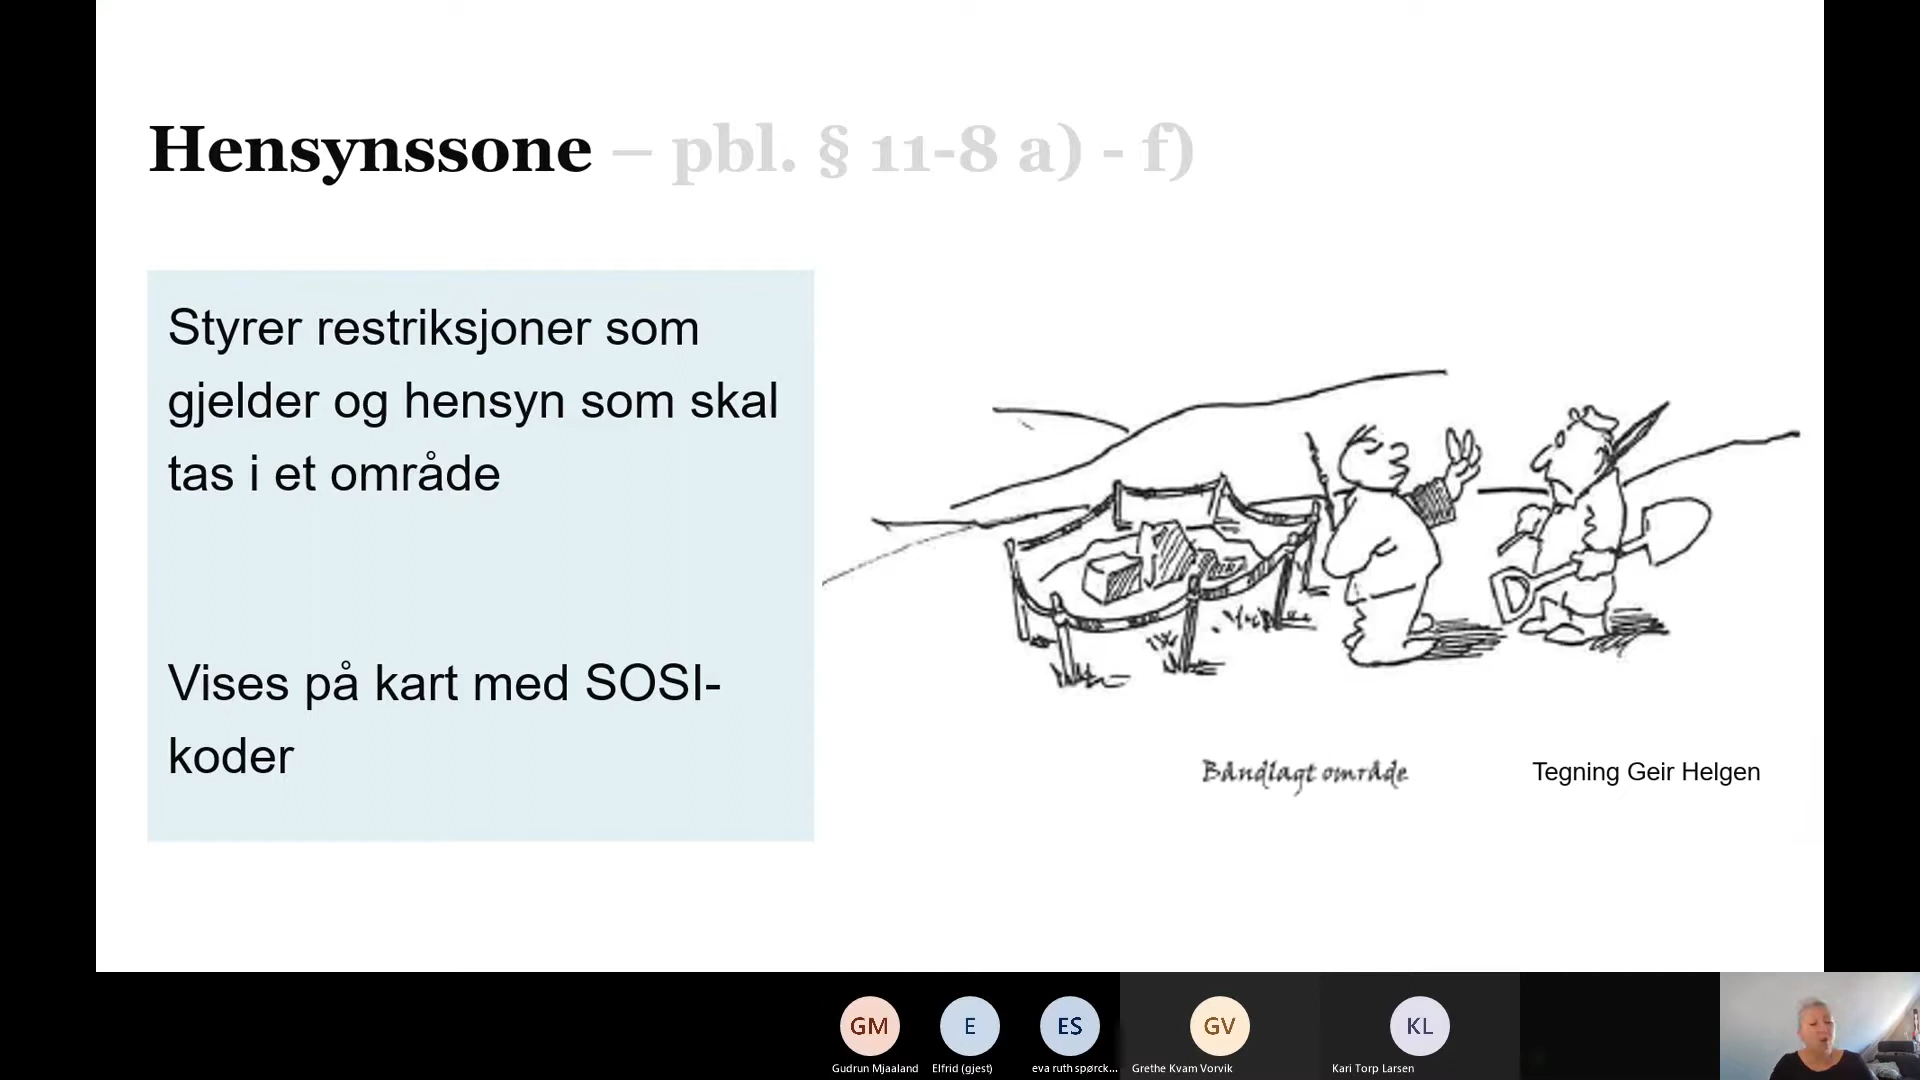 Hensynssone – pbl. § 11-8 a) - f)
Styrer restriksjoner som
gjelder og hensyn som skal
tas i et område
Vises på kart med SOSI-
koder
Båndlagt område
Tegning Geir Helgen
GM
E
ES
GV
KL
Gudrun Mjaaland
Elfrid (gjest)
eva ruth spørck...
Grethe Kvam Vorvik
Kari Torp Larsen